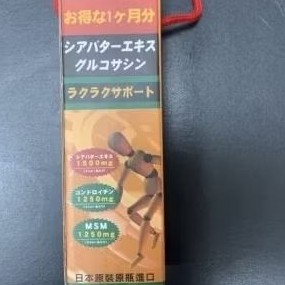 お得な1ヶ月分
シアバターエキス
グルコサシン
ラクラクサポート
シアバターエキス
1500mg
コンドロイチン
1250mg
MSM
1250mg
日本原裝原瓶進口